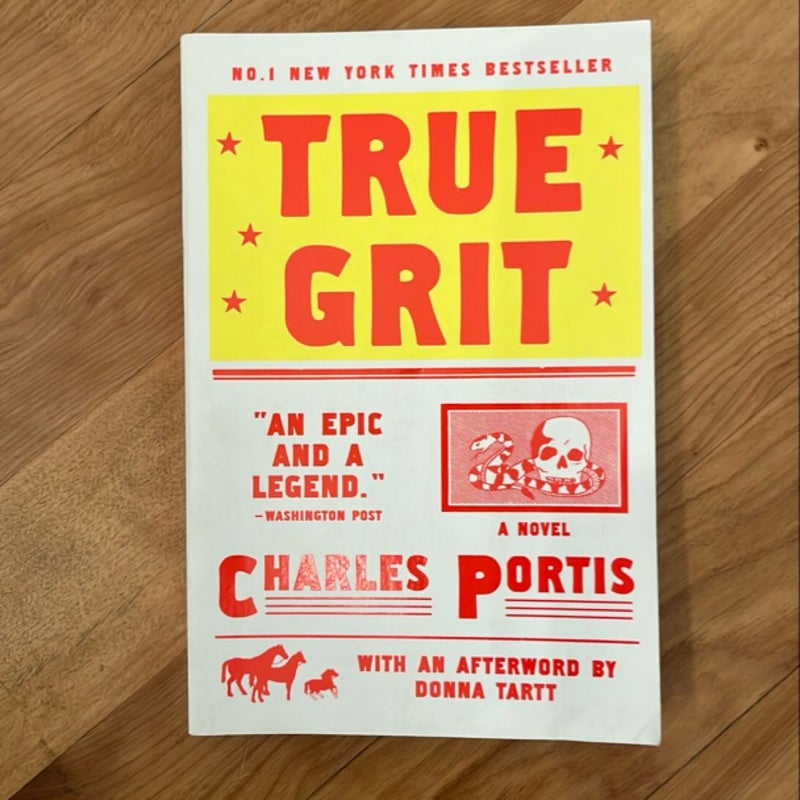 NO.1 NEW YORK TIMES BESTSELLER
TRUE
GRIT
"AN EPIC
AND A
LEGEND."
—WASHINGTON POST
A NOVEL
CHARLES PORTIS
WITH AN AFTERWORD BY
DONNA TARTT